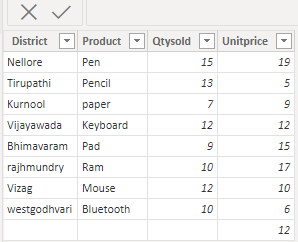 District Product Qtysold Unitprice
Nellore Pen 15 19
Tirupathi Pencil 13 5
Kurnool paper 7 9
Vijayawada Keyboard 12 12
Bhimavaram Pad 9 15
rajhmundry Ram 10 17
Vizag Mouse 12 10
westgodhvari Bluetooth 10 6
12